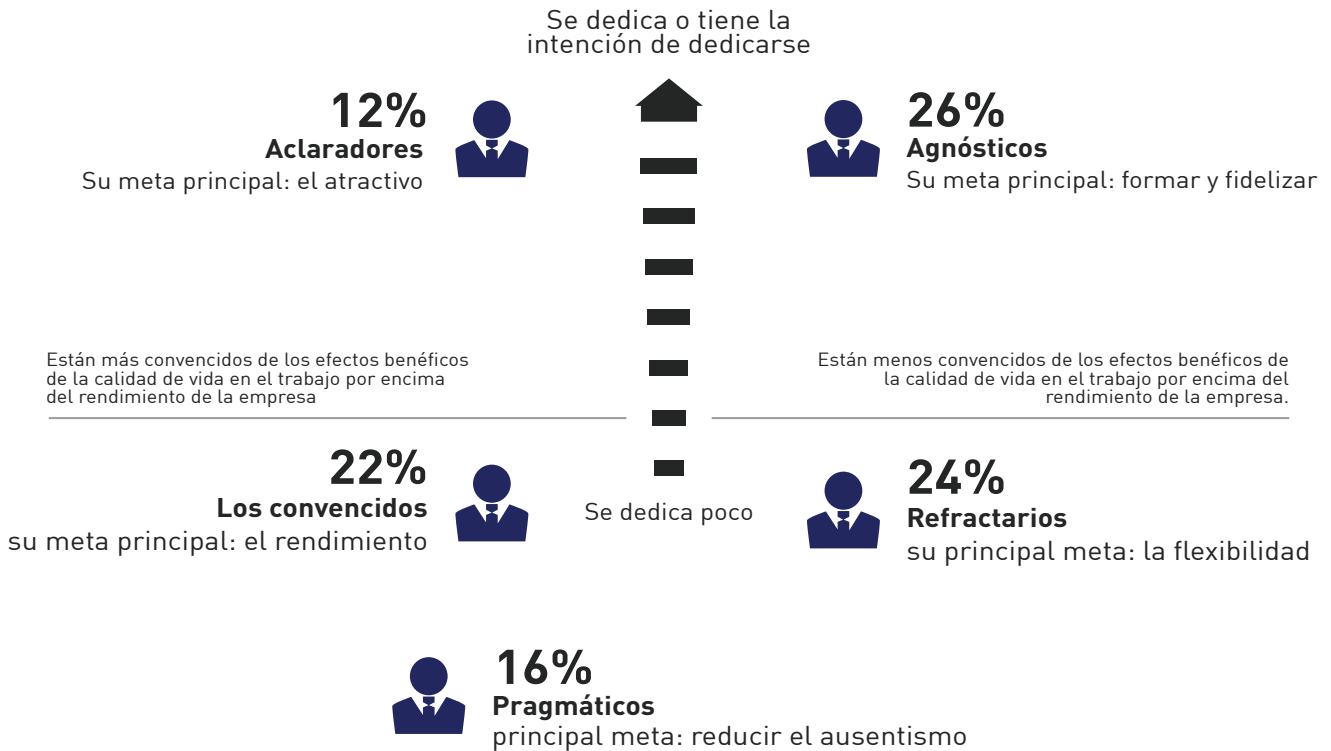 Se dedica o tiene la
intención de dedicarse
12%
Aclaradores
Su meta principal: el atractivo
26%
Agnósticos
Su meta principal: formar y fidelizar
Están más convencidos de los efectos benéficos
de la calidad de vida en el trabajo por encima
del rendimiento de la empresa
Están menos convencidos de los efectos benéficos de
la calidad de vida en el trabajo por encima del
rendimiento de la empresa.
22%
Los convencidos
su meta principal: el rendimiento
Se dedica poco
24%
Refractarios
su principal meta: la flexibilidad
16%
Pragmáticos
principal meta: reducir el ausentismo